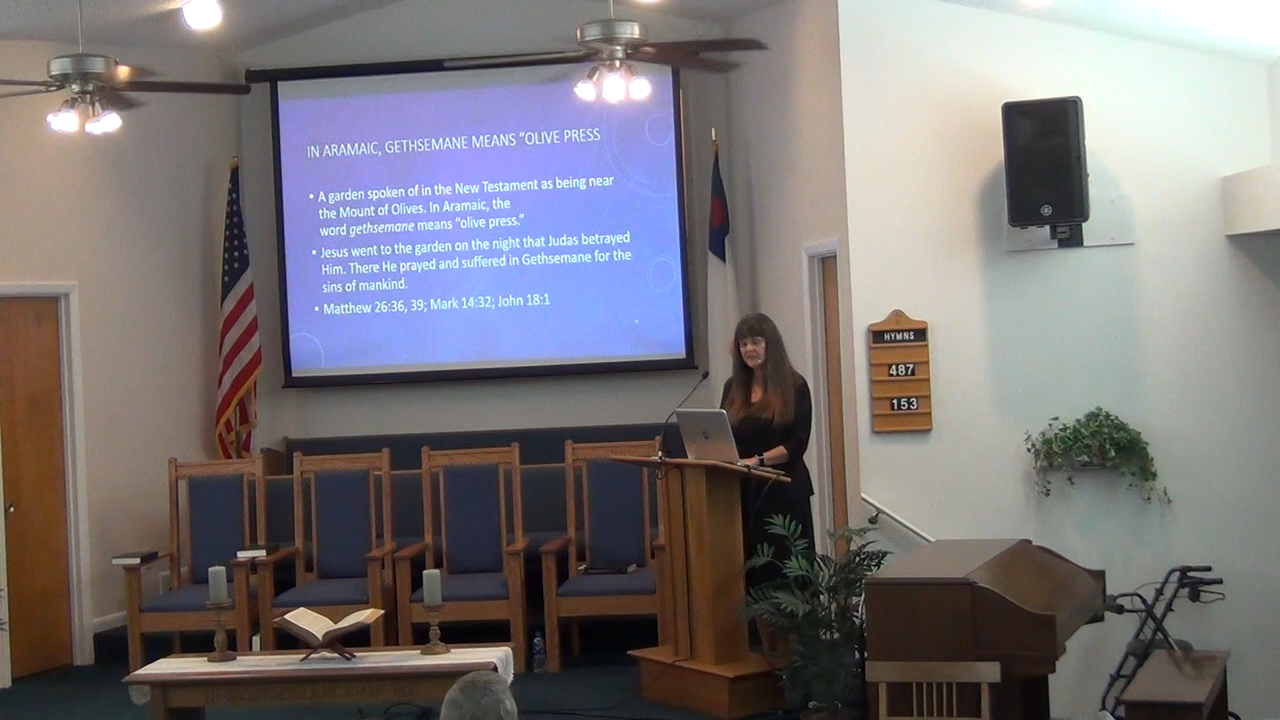 IN ARAMAIC, GETHSEMANE MEANS “OLIVE PRESS
• A garden spoken of in the New Testament as being near
the Mount of Olives. In Aramaic, the
word gethsemane means “olive press.”
• Jesus went to the garden on the night that Judas betrayed
Him. There He prayed and suffered in Gethsemane for the
sins of mankind.
• Matthew 26:36, 39; Mark 14:32; John 18:1
HYMNS
487
153